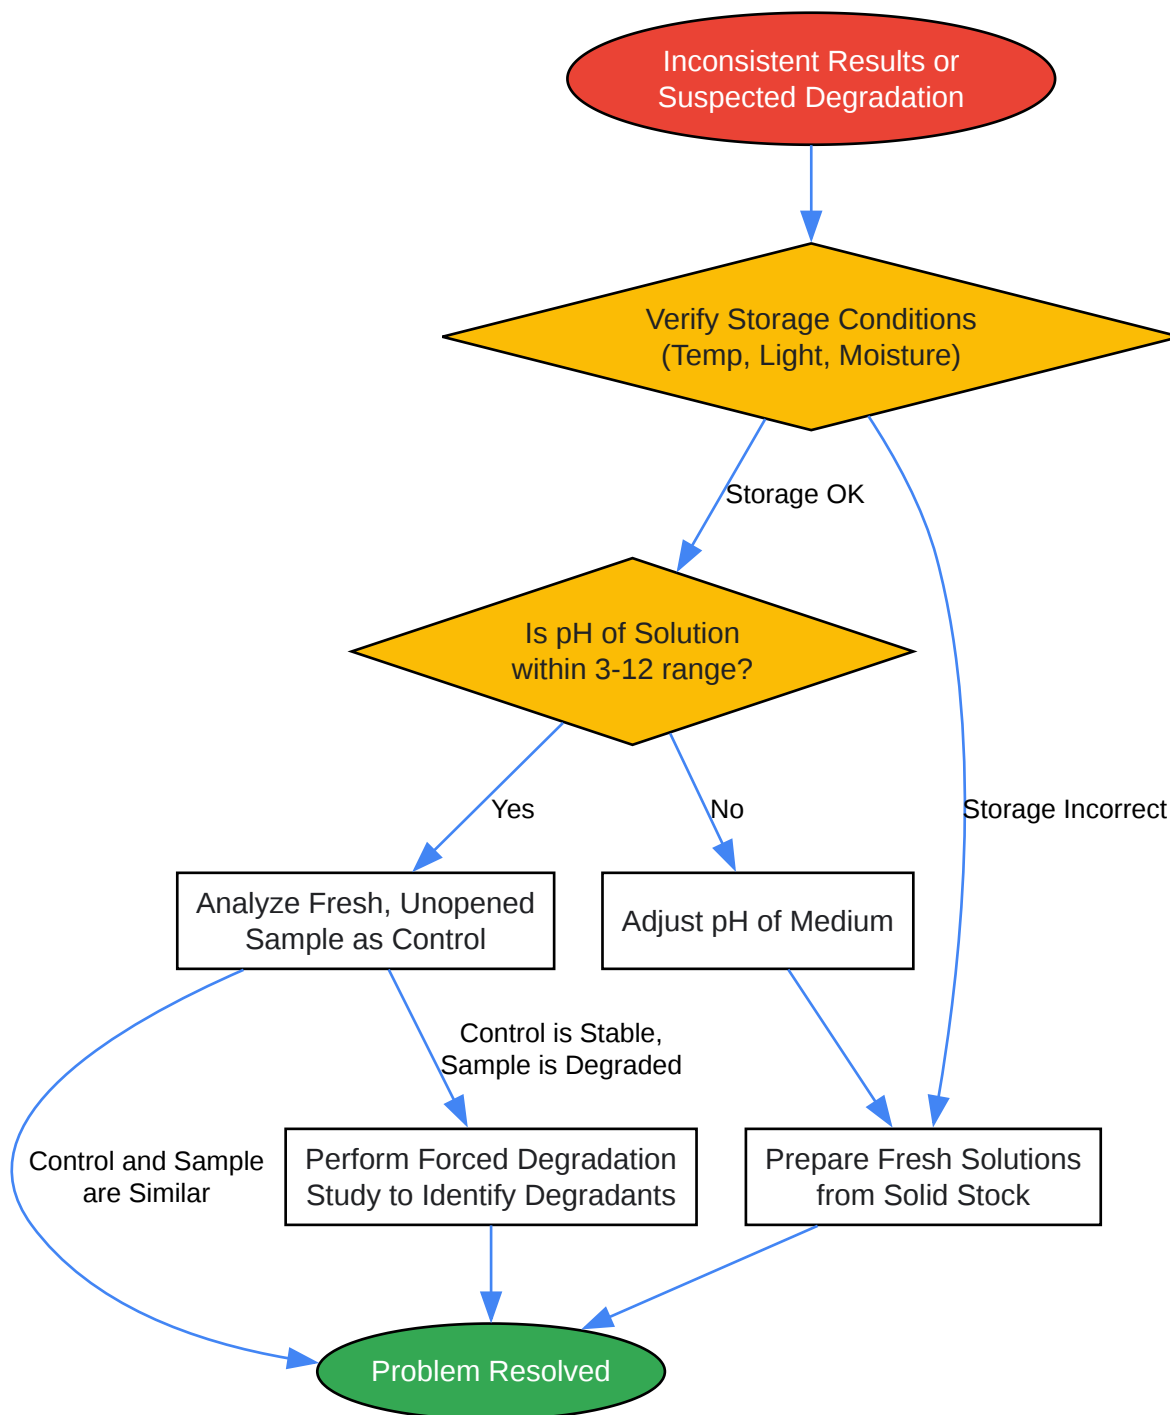 Inconsistent Results or
Suspected Degradation
Verify Storage Conditions
(Temp, Light, Moisture)
Storage OK
Is pH of Solution
within 3-12 range?
Yes
No
Storage Incorrect
Analyze Fresh, Unopened
Sample as Control
Adjust pH of Medium
Control is Stable,
Sample is Degraded
Control and Sample
are Similar
Perform Forced Degradation
Study to Identify Degradants
Prepare Fresh Solutions
from Solid Stock
Problem Resolved